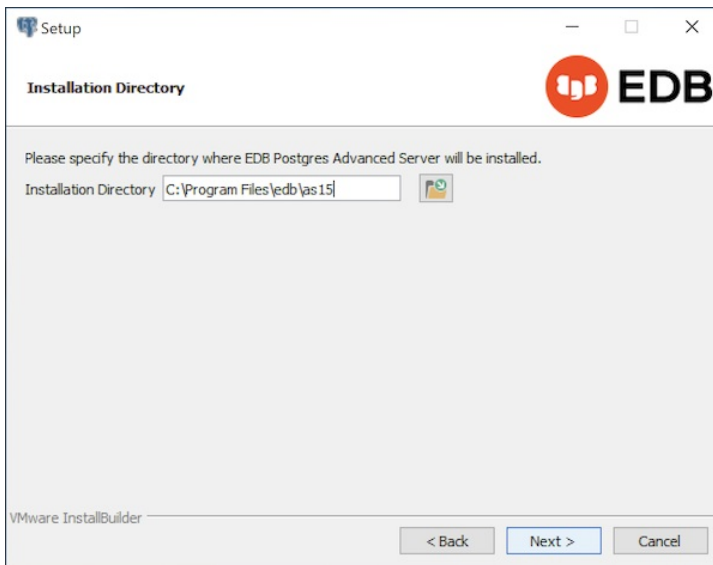 Setup
Installation Directory
EDB
Please specify the directory where EDB Postgres Advanced Server will be installed.
Installation Directory C:\Program Files\edb\as15
VMware InstallBuilder
< Back Next > Cancel